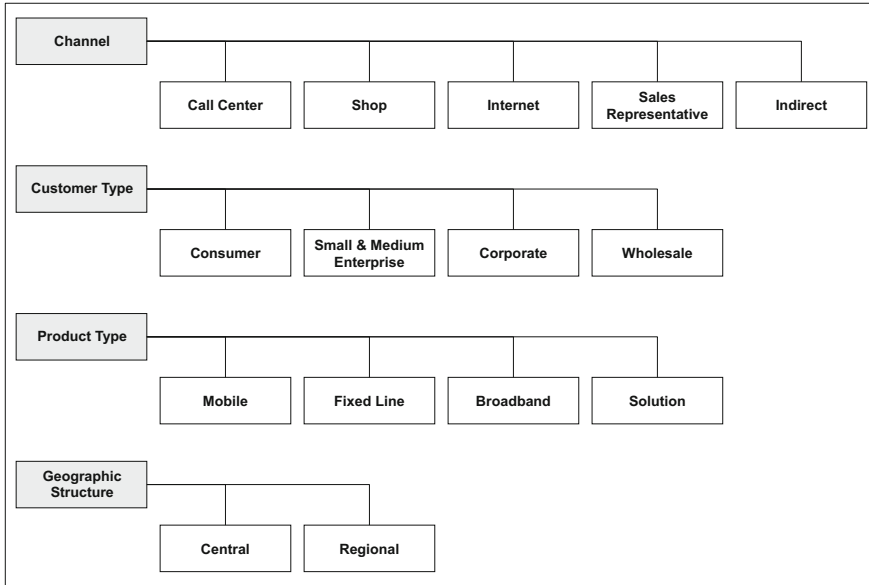 Channel
Call Center
Shop
Internet
Sales
Representative
Indirect
Customer Type
Consumer
Small & Medium
Enterprise
Corporate
Wholesale
Product Type
Mobile
Fixed Line
Broadband
Solution
Geographic
Structure
Central
Regional